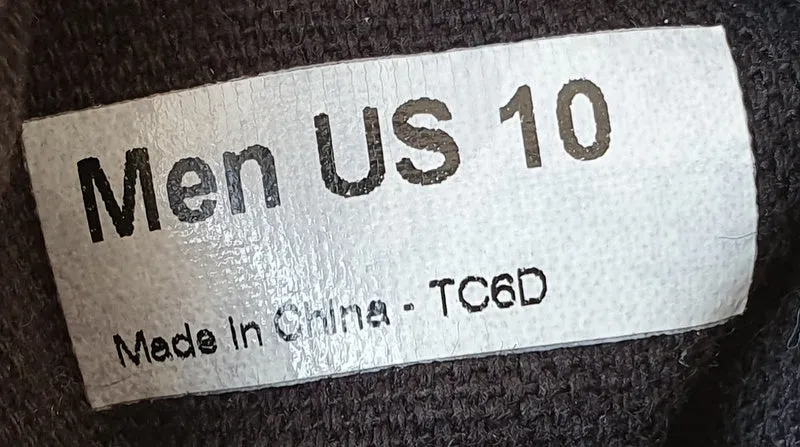 Men US 10
Made In China - TC6D